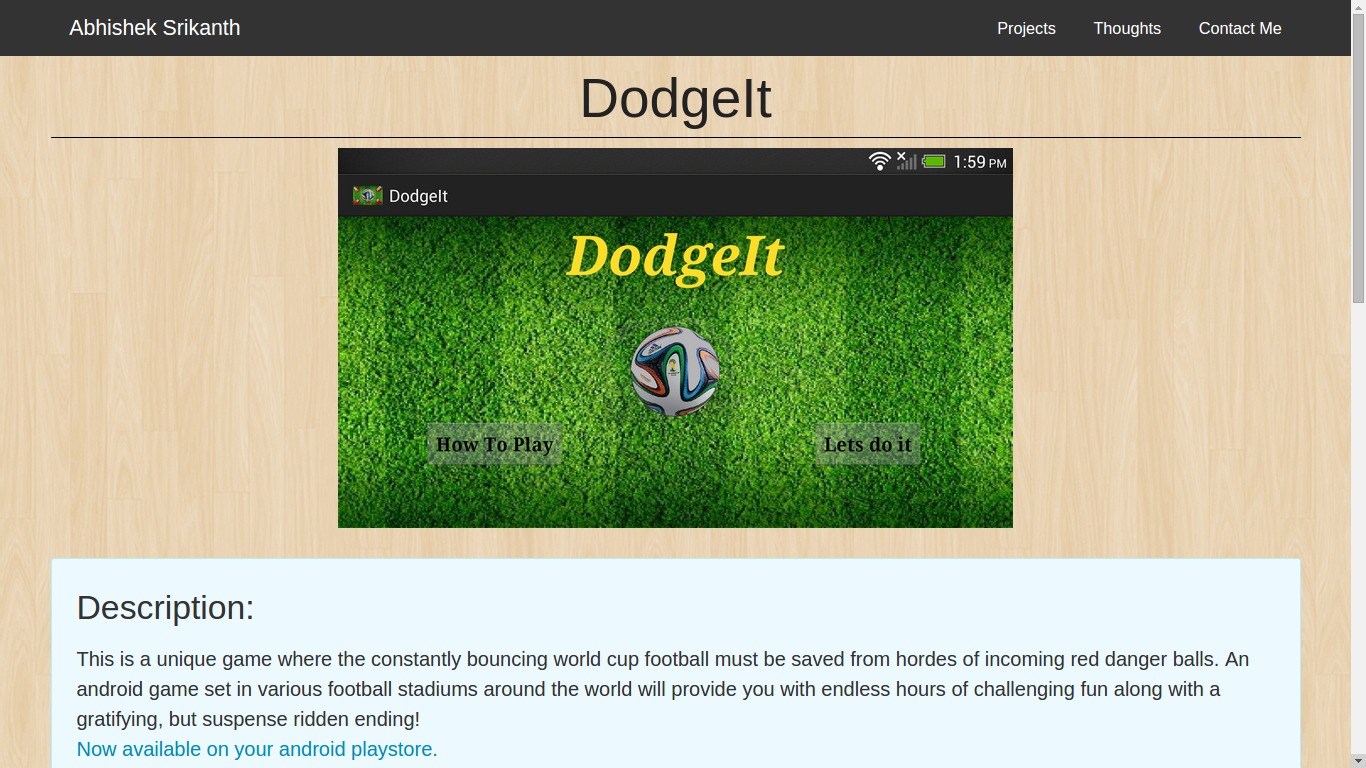 Abhishek Srikanth
Projects
Thoughts
Contact Me
DodgeIt
1:59 PM
DodgeIt
DodgeIt
How To Play
Lets do it
Description:
This is a unique game where the constantly bouncing world cup football must be saved from hordes of incoming red danger balls. An
android game set in various football stadiums around the world will provide you with endless hours of challenging fun along with a
gratifying, but suspense ridden ending!
Now available on your android playstore.